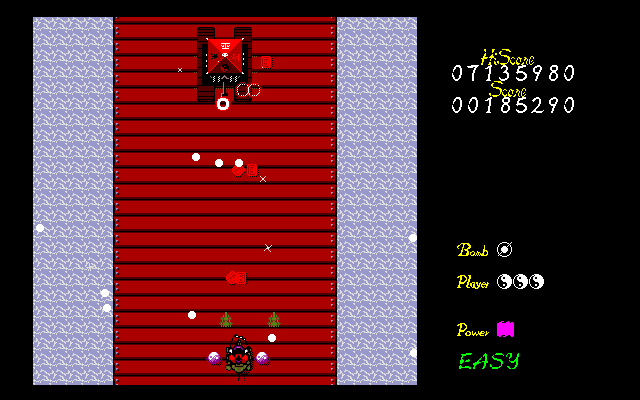 HiScore
07135980
Score
00185290
Bomb
Player
Power
EASY